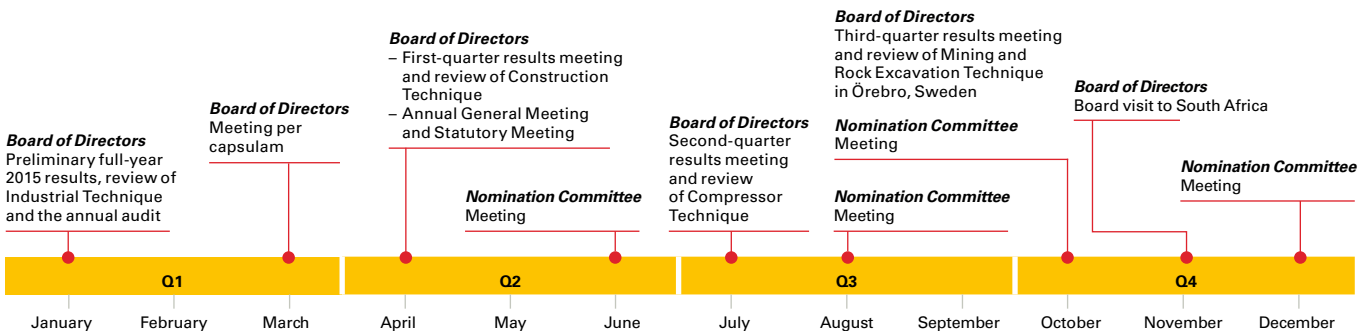 Board of Directors
Preliminary full-year
2015 results, review of
Industrial Technique
and the annual audit
Board of Directors
Meeting per
capsulam
Board of Directors
– First-quarter results meeting
and review of Construction
Technique
– Annual General Meeting
and Statutory Meeting
Nomination Committee
Meeting
Board of Directors
Second-quarter
results meeting
and review
of Compressor
Technique
Board of Directors
Third-quarter results meeting
and review of Mining and
Rock Excavation Technique
in Örebro, Sweden
Nomination Committee
Meeting
Nomination Committee
Meeting
Board of Directors
Board visit to South Africa
Nomination Committee
Meeting
Q1 Q2 Q3 Q4
January February March April May June July August September October November December